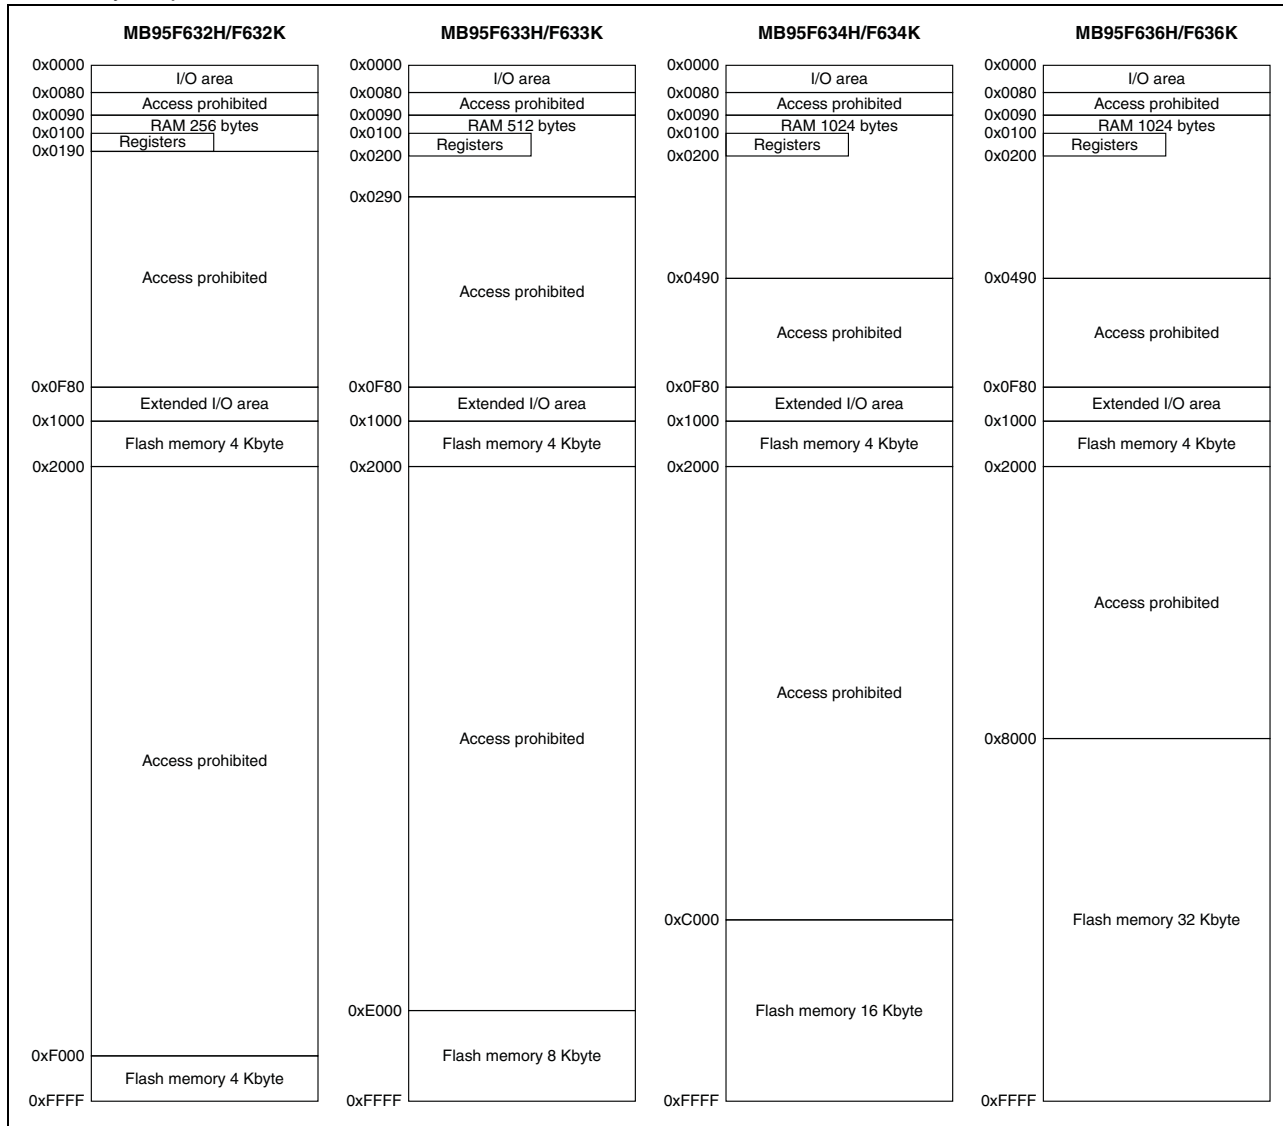 MB95F632H/F632K
0x0000
I/O area
0x0080
Access prohibited
0x0090
RAM 256 bytes
0x0100
Registers
0x0190
Access prohibited
0x0F80
Extended I/O area
0x1000
Flash memory 4 Kbyte
0x2000
Access prohibited
0xF000
Flash memory 4 Kbyte
0xFFFF
MB95F633H/F633K
0x0000
I/O area
0x0080
Access prohibited
0x0090
RAM 512 bytes
0x0100
Registers
0x0200
0x0290
Access prohibited
0x0F80
Extended I/O area
0x1000
Flash memory 4 Kbyte
0x2000
Access prohibited
0xE000
Flash memory 8 Kbyte
0xFFFF
MB95F634H/F634K
0x0000
I/O area
0x0080
Access prohibited
0x0090
RAM 1024 bytes
0x0100
Registers
0x0200
0x0490
Access prohibited
0x0F80
Extended I/O area
0x1000
Flash memory 4 Kbyte
0x2000
Access prohibited
0xC000
Flash memory 16 Kbyte
0xFFFF
MB95F636H/F636K
0x0000
I/O area
0x0080
Access prohibited
0x0090
RAM 1024 bytes
0x0100
Registers
0x0200
0x0490
Access prohibited
0x0F80
Extended I/O area
0x1000
Flash memory 4 Kbyte
0x2000
Access prohibited
0x8000
Flash memory 32 Kbyte
0xFFFF